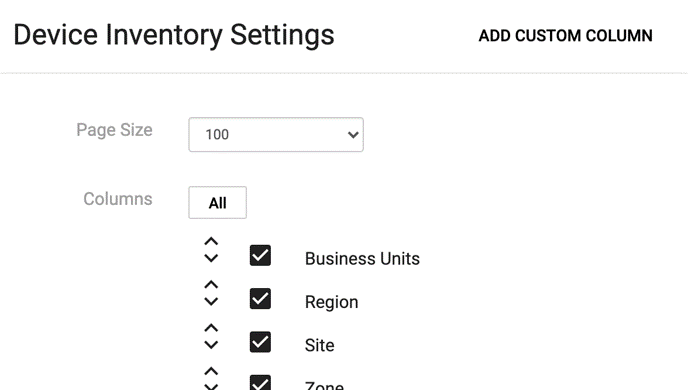 Device Inventory Settings
ADD CUSTOM COLUMN
Page Size
100
Columns
All
Business Units
Region
Site
Zone